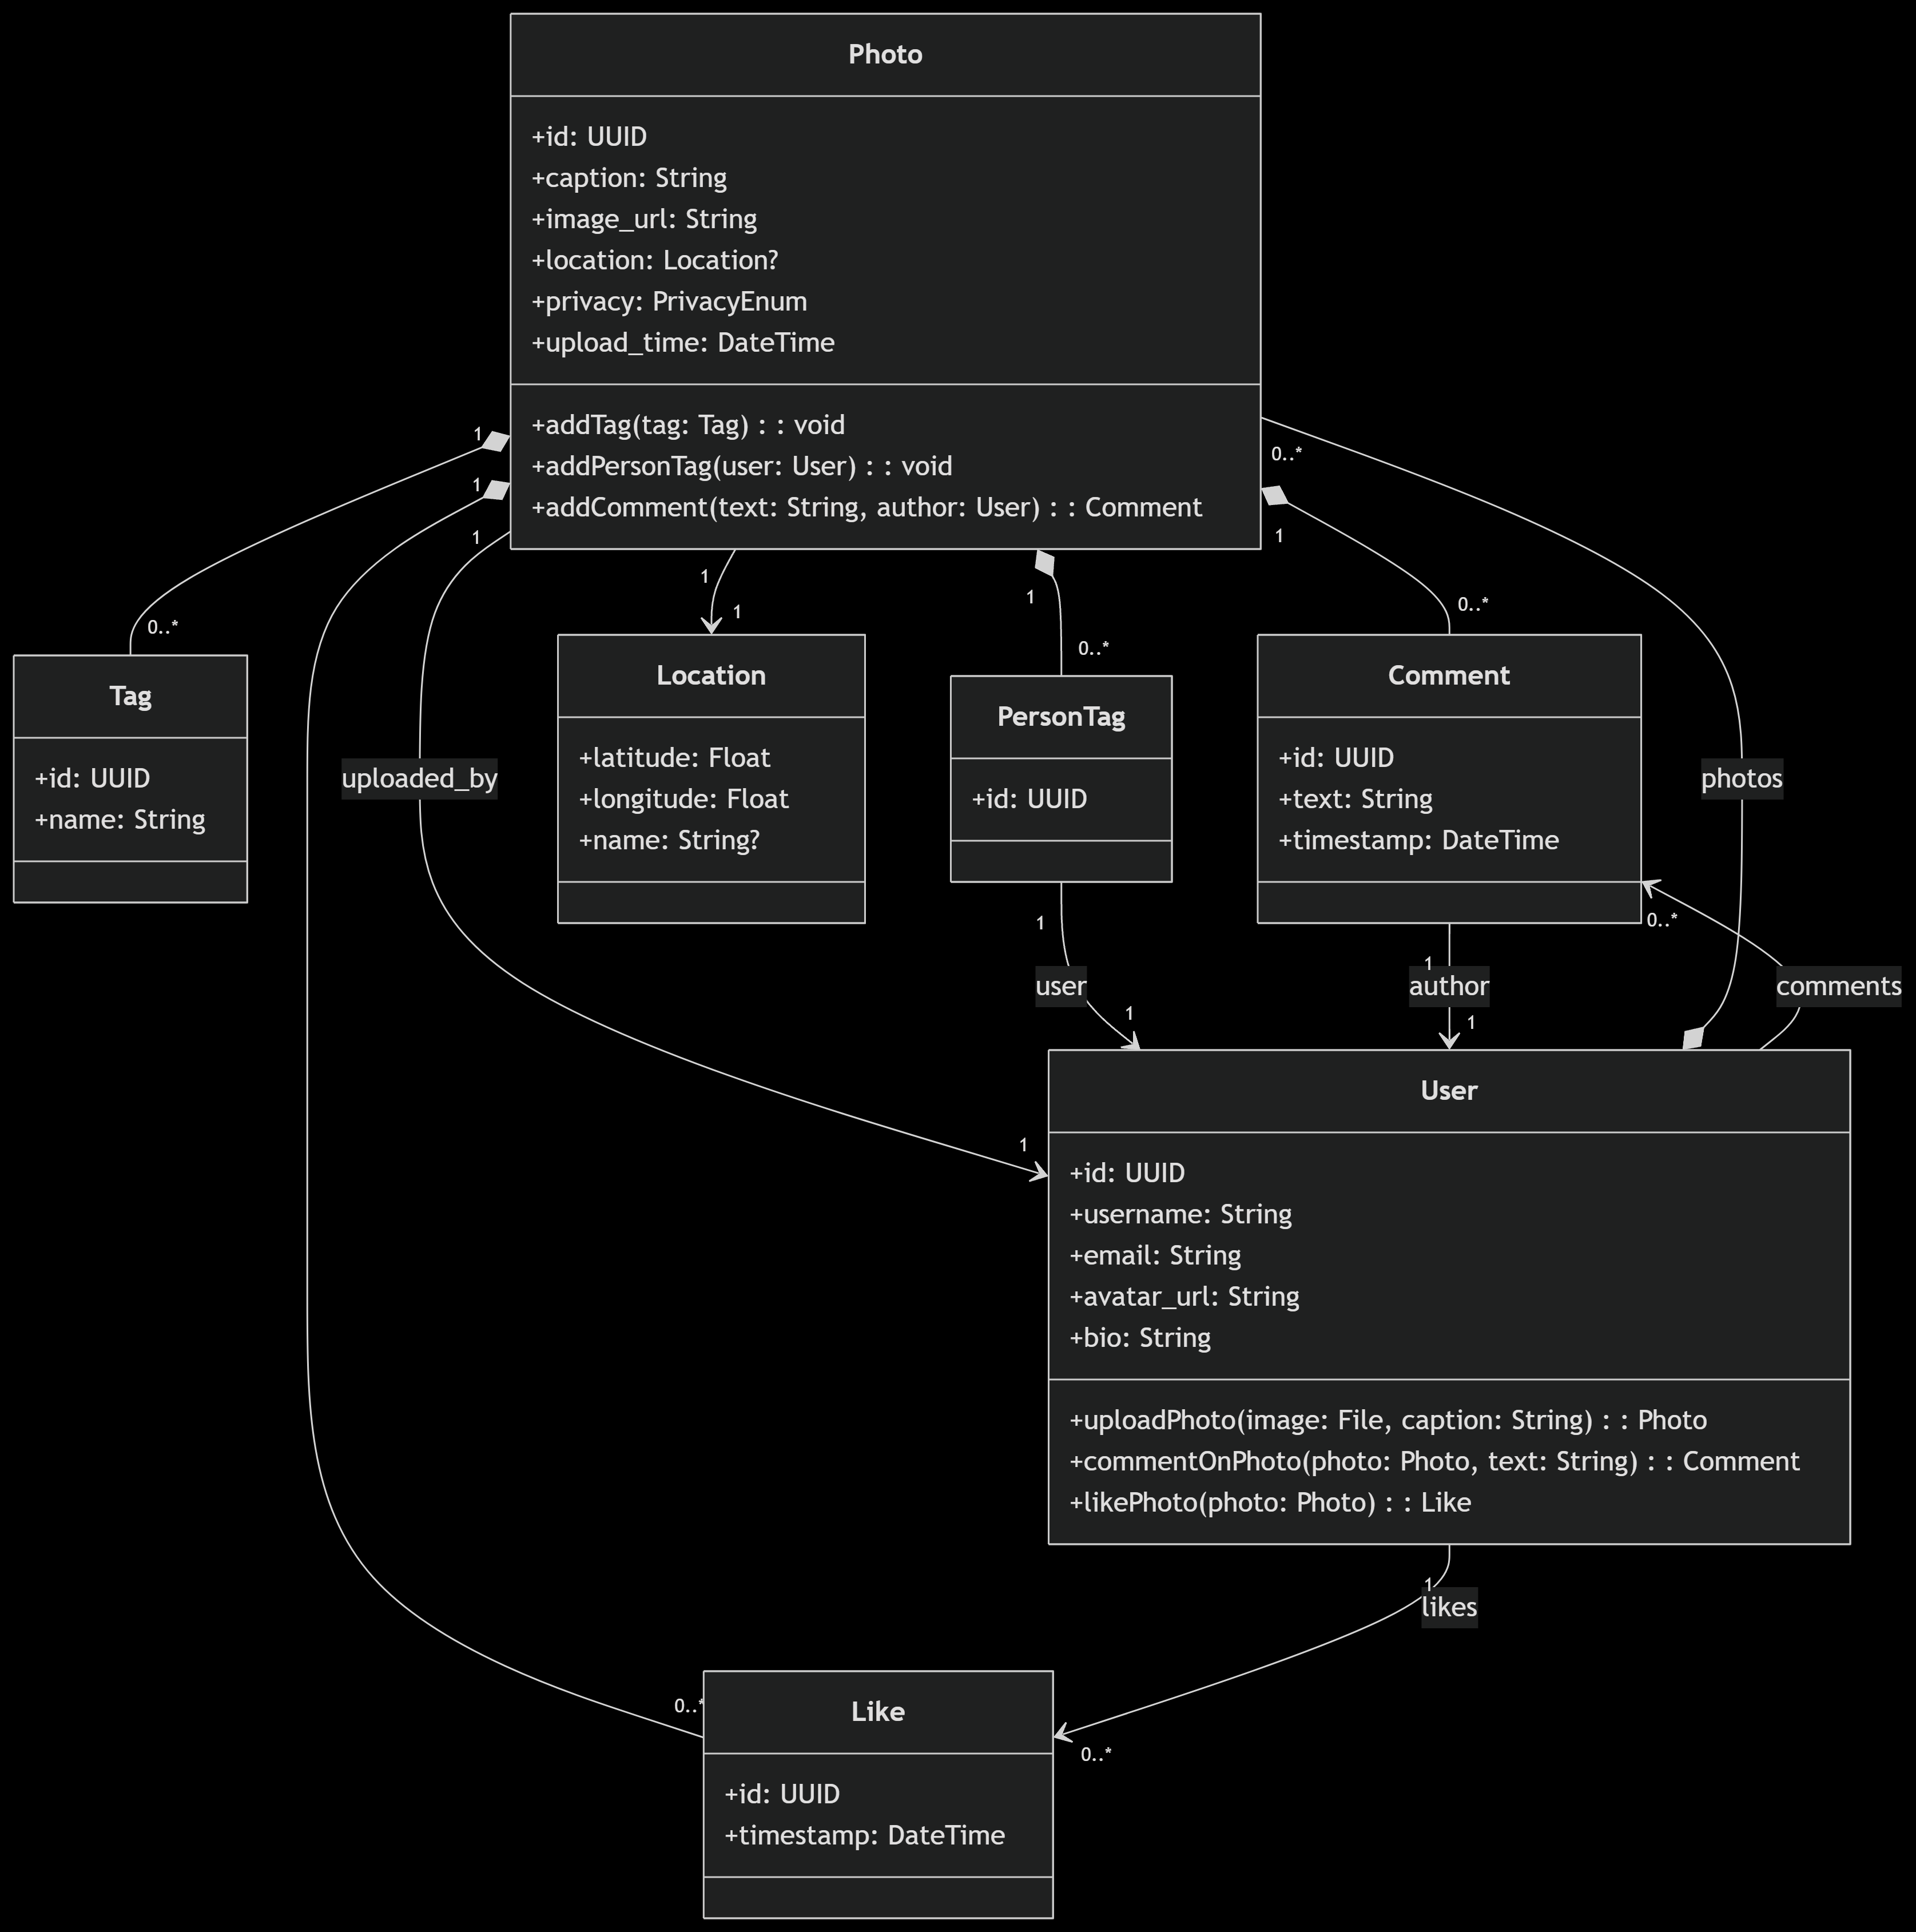 Photo
+id: UUID
+caption: String
+image_url: String
+location: Location?
+privacy: PrivacyEnum
+upload_time: DateTime
+addTag(tag: Tag) : : void
+addPersonTag(user: User) : : void
+addComment(text: String, author: User) : : Comment
1
1
1
1
1
1
1
0..*
0..*
0..*
0..*
Tag
+id: UUID
+name: String
uploaded_by
Location
+latitude: Float
+longitude: Float
+name: String?
PersonTag
+id: UUID
Comment
+id: UUID
+text: String
+timestamp: DateTime
photos
1
1
0..*
user
author
comments
1
1
1
User
+id: UUID
+username: String
+email: String
+avatar_url: String
+bio: String
+uploadPhoto(image: File, caption: String) : : Photo
+commentOnPhoto(photo: Photo, text: String) : : Comment
+likePhoto(photo: Photo) : : Like
1
likes
0..*
0..*
Like
+id: UUID
+timestamp: DateTime